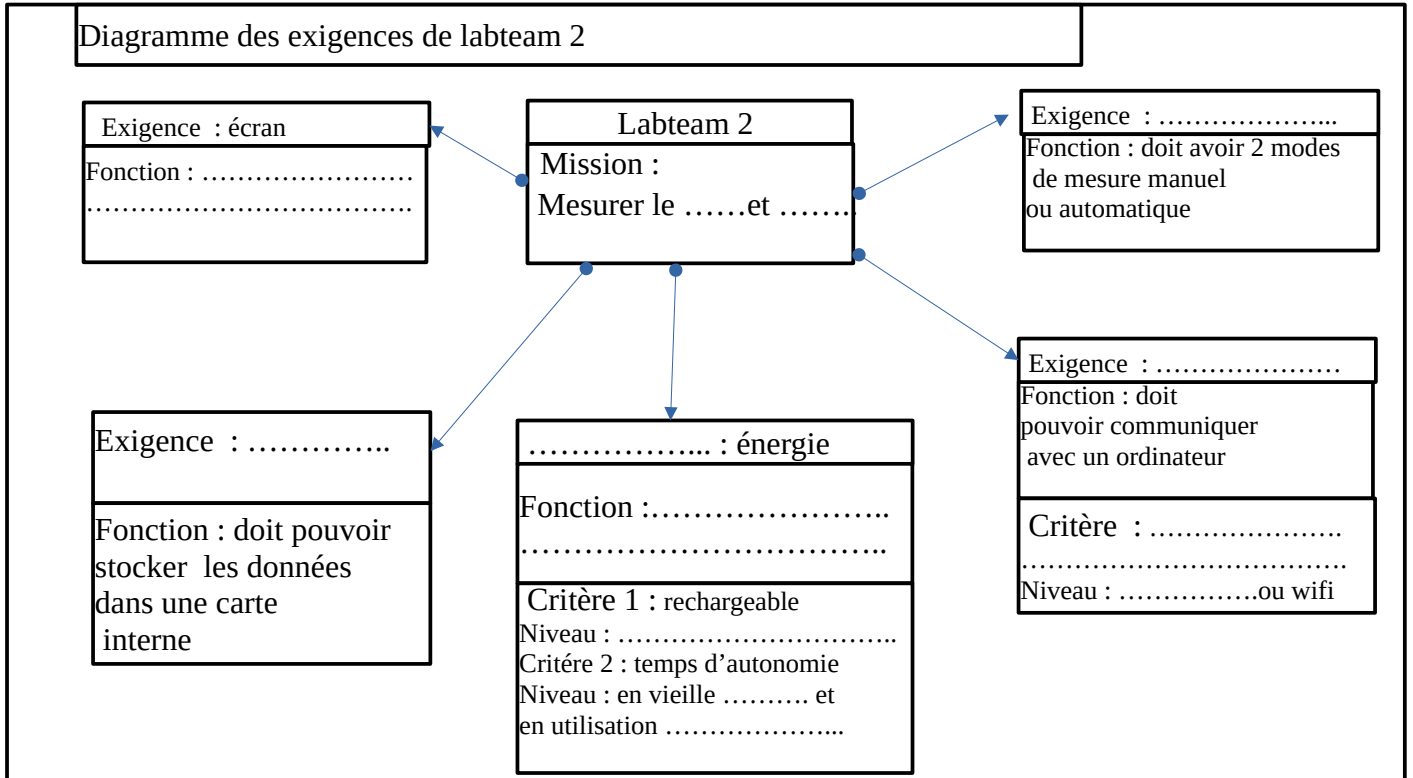 Diagramme des exigences de labteam 2
Exigence : écran
Fonction : ……………………
……………………………….
Labteam 2
Mission :
Mesurer le ……et ……..
Exigence : ………………...
Fonction : doit avoir 2 modes
de mesure manuel
ou automatique
Exigence : …………………
Fonction : doit
pouvoir communiquer
avec un ordinateur
Critère : ………………….
………………………………..
Niveau : …………….ou wifi
Exigence : …………..
Fonction : doit pouvoir
stocker les données
dans une carte
interne
……………... : énergie
Fonction :…………………..
……………………………..
Critère 1 : rechargeable
Niveau : ………………………..
Critére 2 : temps d’autonomie
Niveau : en vieille ………. et
en utilisation ………………...